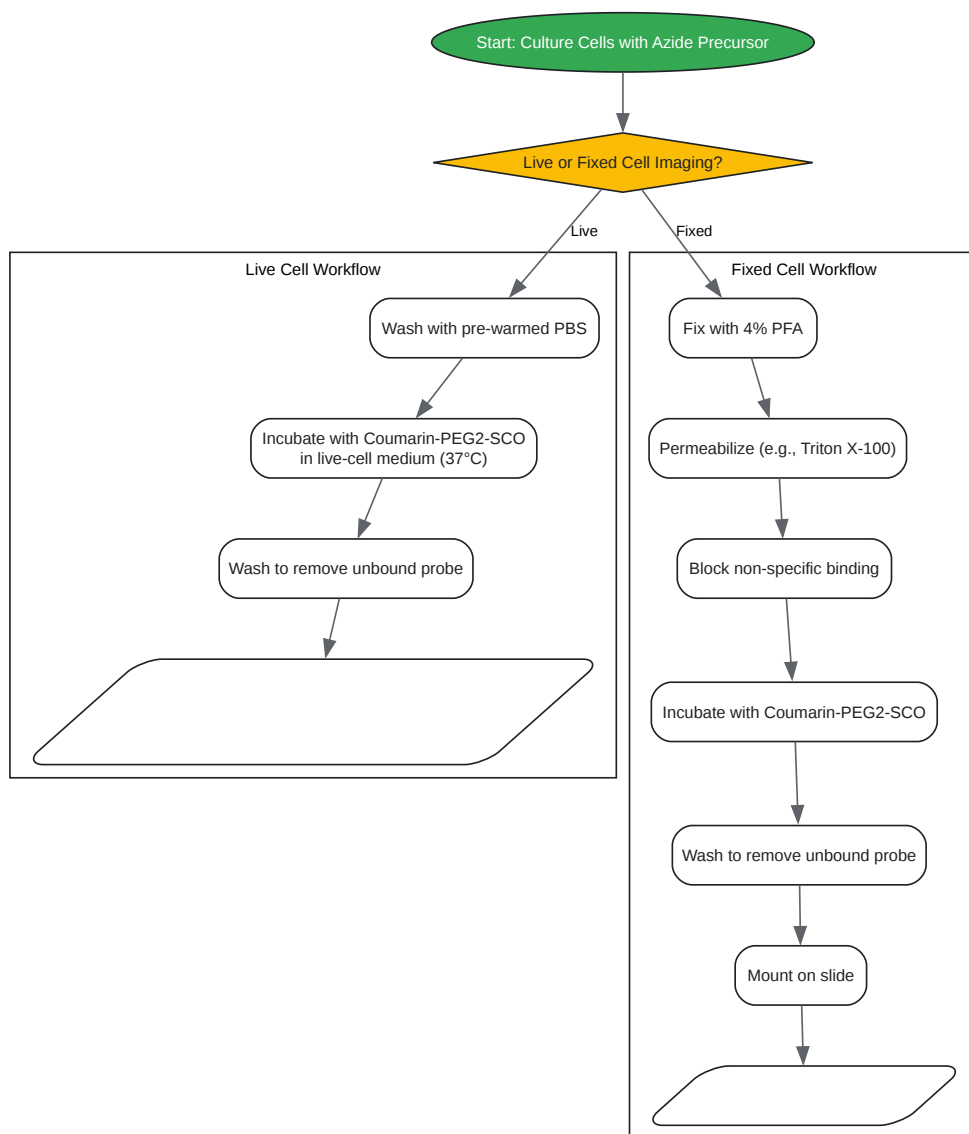 Start: Culture Cells with Azide Precursor
Live or Fixed Cell Imaging?
Live
Fixed
Live Cell Workflow
Wash with pre-warmed PBS
Incubate with Coumarin-PEG2-SCO
in live-cell medium (37°C)
Wash to remove unbound probe
Fixed Cell Workflow
Fix with 4% PFA
Permeabilize (e.g., Triton X-100)
Block non-specific binding
Incubate with Coumarin-PEG2-SCO
Wash to remove unbound probe
Mount on slide